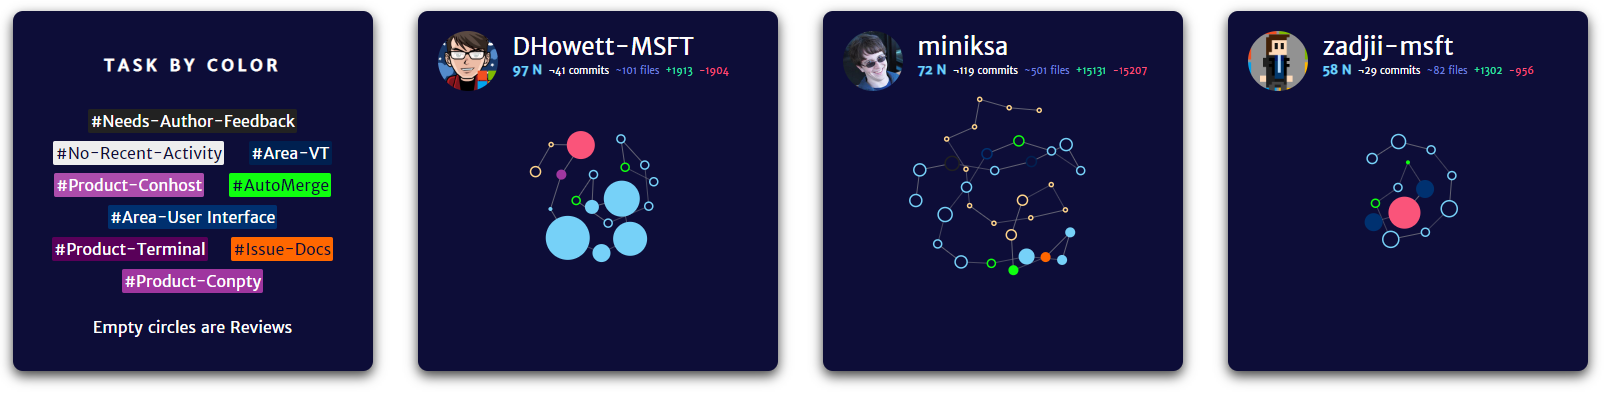 TASK BY COLOR
#Needs-Author-Feedback
#No-Recent-Activity #Area-VT
#Product-Conhost #AutoMerge
#Area-User Interface
#Product-Terminal #Issue-Docs
#Product-Conpty
Empty circles are Reviews
DHowett-MSFT
97 N ¬41 commits ~101 files +1913 -1904
miniksa
72 N ¬119 commits ~501 files +15131 -15207
zadjii-msft
58 N ¬29 commits ~82 files +1302 -956